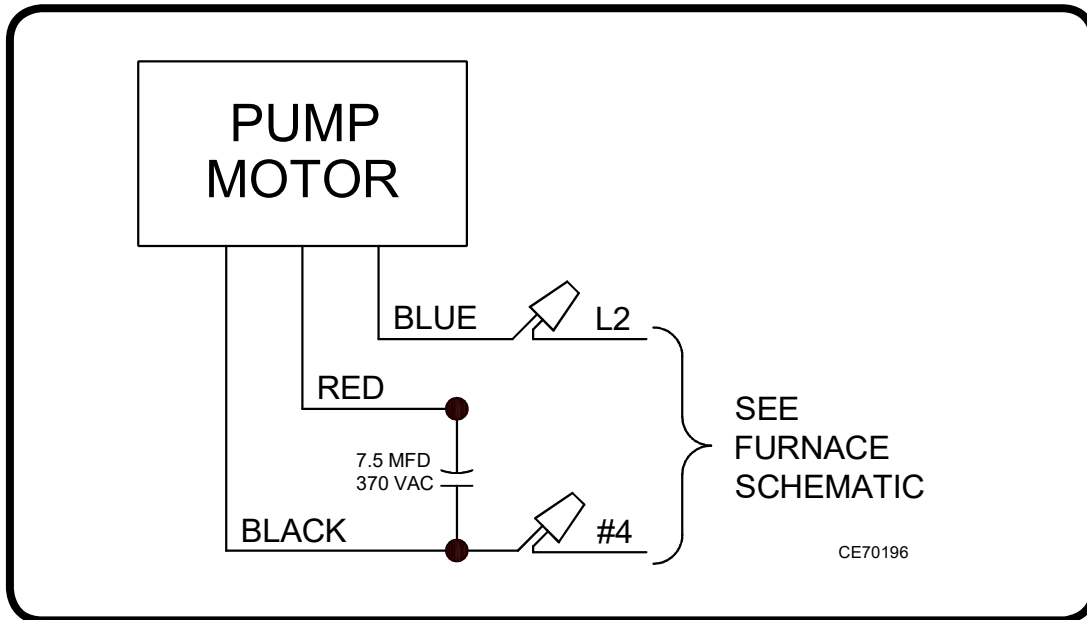 PUMP
MOTOR
BLUE
L2
RED
7.5 MFD
370 VAC
BLACK
#4
SEE
FURNACE
SCHEMATIC
CE70196